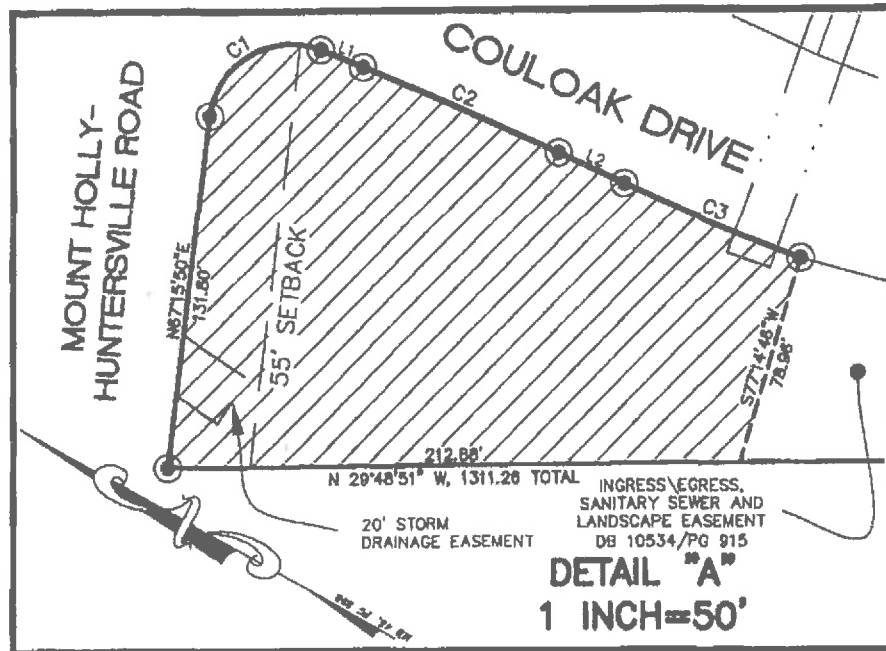 C1
L1
C2
COULOAK DRIVE
L2
C3
MOUNT HOLLY-
HUNTERSVILLE ROAD
N67°15'50"E
131.80'
55' SETBACK
S77°14'48"W
78.96'
212.88'
N 29°48'51" W, 1311.26 TOTAL
20' STORM
DRAINAGE EASEMENT
INGRESS\EGRESS,
SANITARY SEWER AND
LANDSCAPE EASEMENT
DB 10534/PG 915
DETAIL "A"
1 INCH=50'